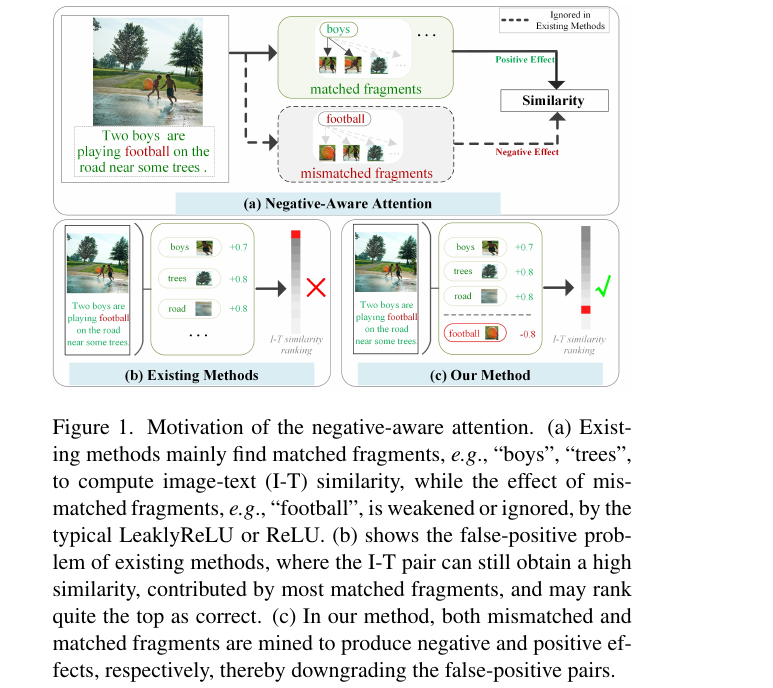 Ignored in
Existing Methods
boys
...
Positive Effect
matched fragments
Similarity
football
...
Negative Effect
mismatched fragments
Two boys are
playing football on the
road near some trees .
(a) Negative-Aware Attention
boys +0.7
trees +0.8
road +0.8
...
Two boys are
playing football
on the road
near some trees.
I-T similarity
ranking
(b) Existing Methods
boys +0.7
trees +0.8
road +0.8
football -0.8
Two boys are
playing football
on the road
near some trees.
I-T similarity
ranking
(c) Our Method
Figure 1. Motivation of the negative-aware attention. (a) Exist-
ing methods mainly find matched fragments, e.g., “boys”, “trees”,
to compute image-text (I-T) similarity, while the effect of mis-
matched fragments, e.g., “football”, is weakened or ignored, by the
typical LeaklyReLU or ReLU. (b) shows the false-positive prob-
lem of existing methods, where the I-T pair can still obtain a high
similarity, contributed by most matched fragments, and may rank
quite the top as correct. (c) In our method, both mismatched and
matched fragments are mined to produce negative and positive ef-
fects, respectively, thereby downgrading the false-positive pairs.